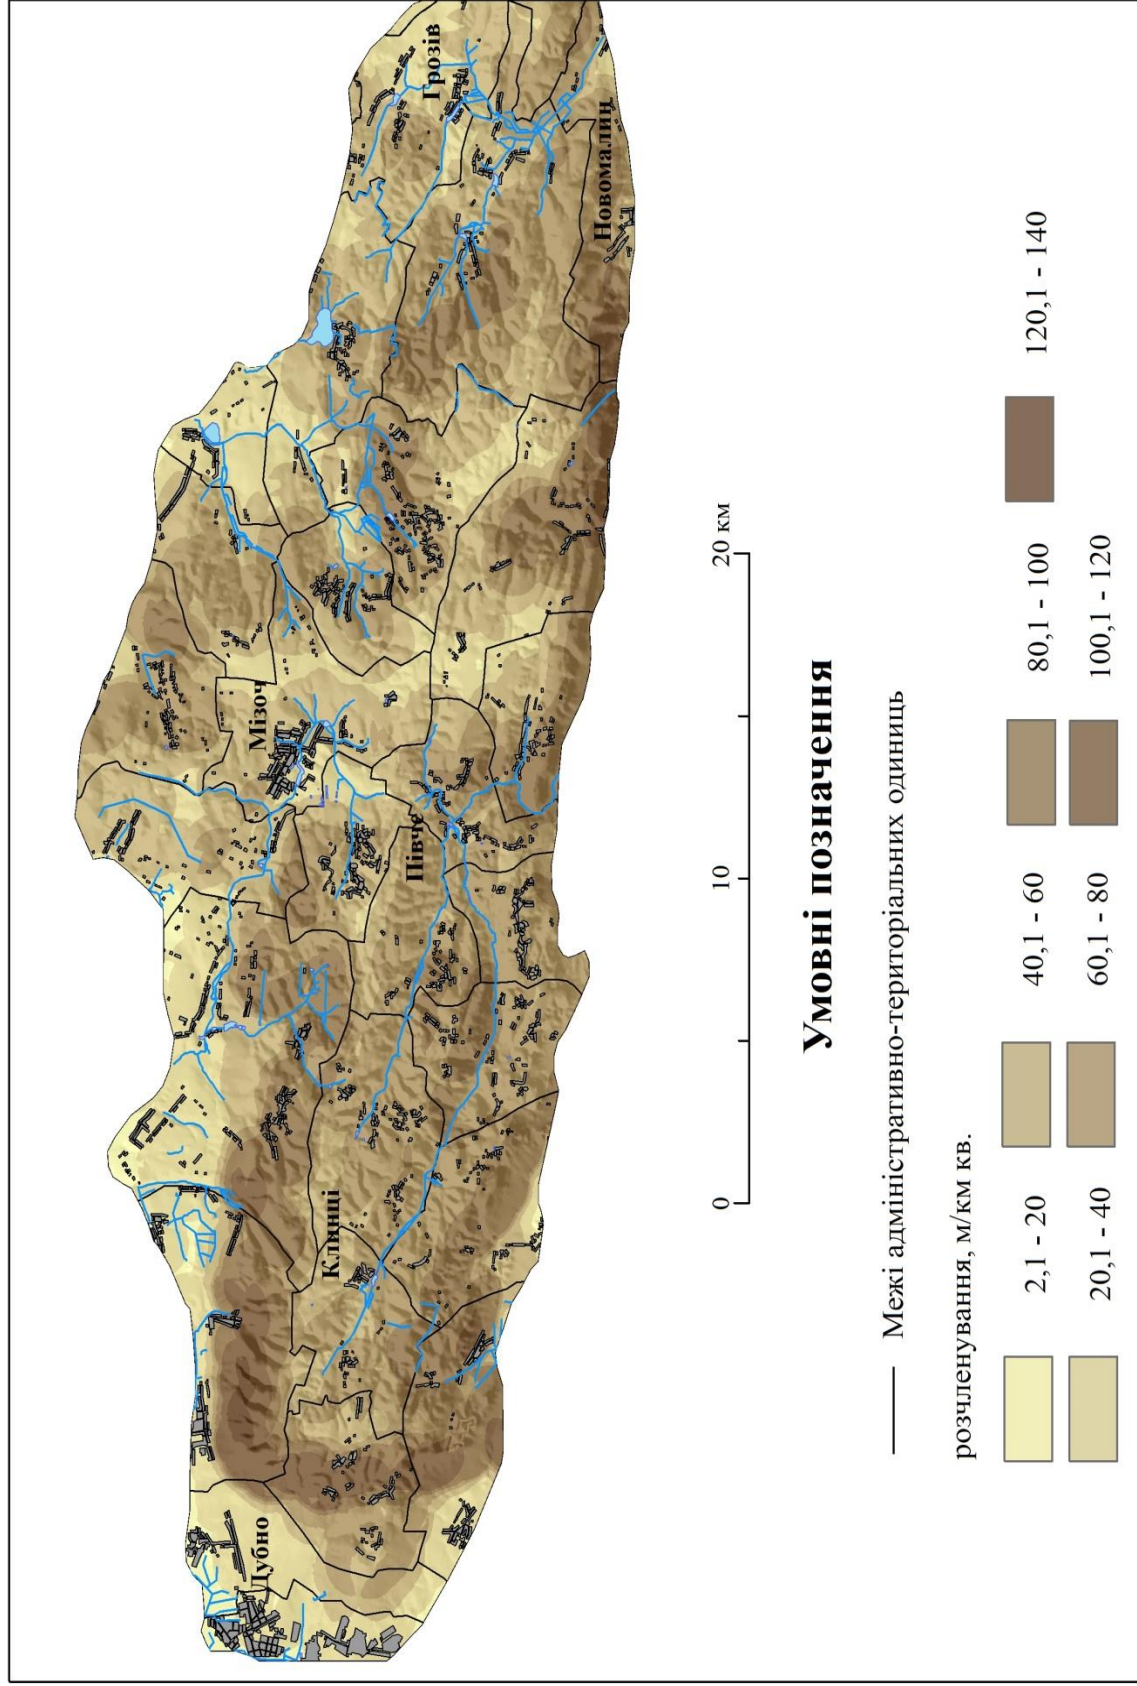 Дубно
Клинці
Мізоч
Півче
Грозів
Новомалин
0
10
20 км
Умовні позначення
Межі адміністративно-територіальних одиниць
розчленування, м/км кв.
2,1 - 20
40,1 - 60
80,1 - 100
120,1 - 140
20,1 - 40
60,1 - 80
100,1 - 120